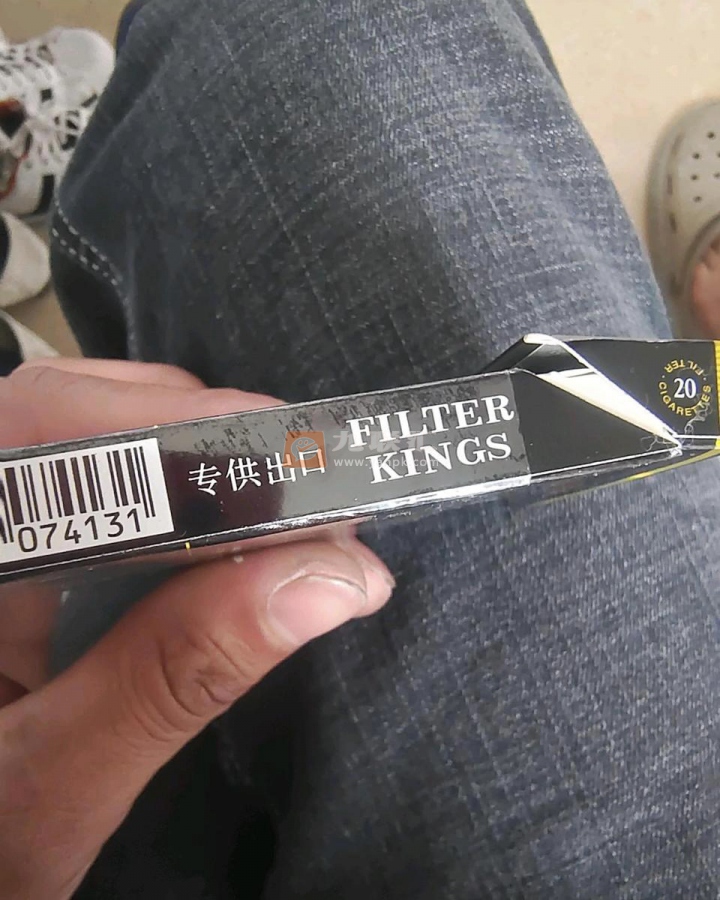 074131
专供出口
FILTER
KINGS
20
FILTER
CIGARETTES